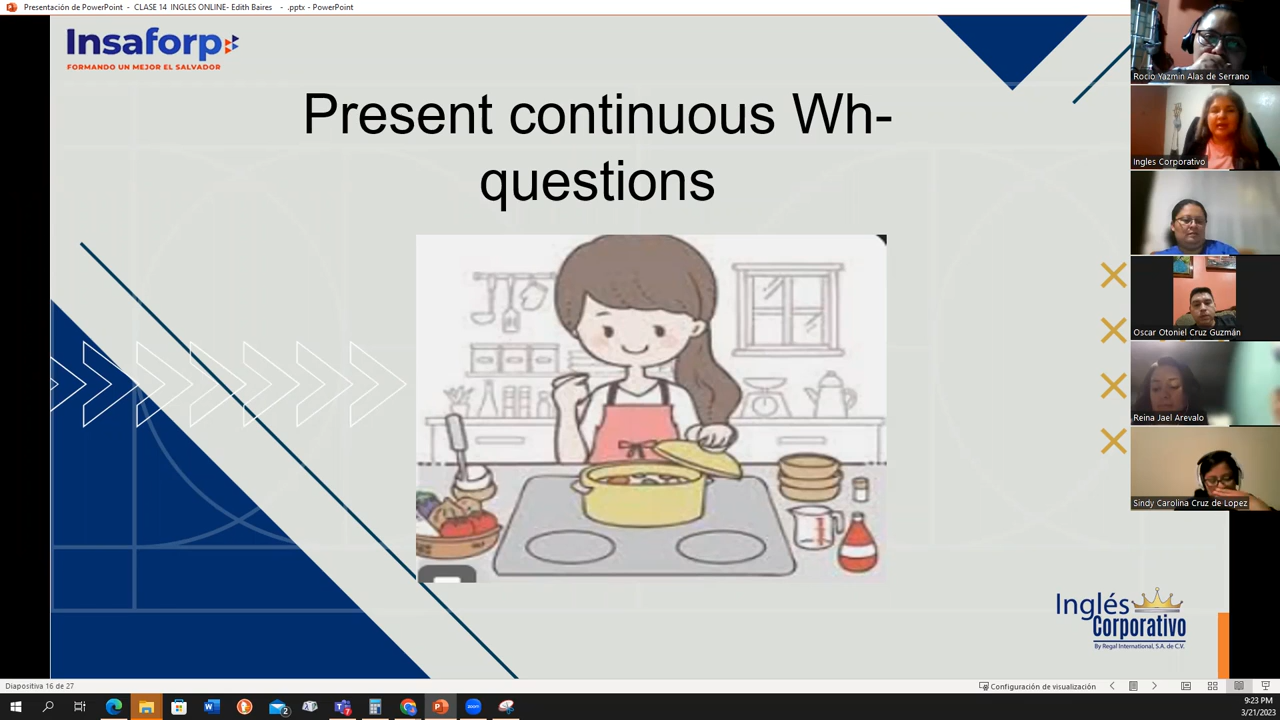 Presentación de PowerPoint - CLASE 14 INGLES ONLINE- Edith Baires - .pptx - PowerPoint
Insaforp
FORMANDO UN MEJOR EL SALVADOR
Present continuous Wh-
questions
Rocio Yazmin Alas de Serrano
Ingles Corporativo
Oscar Otoniel Cruz Guzmán
Reina Jael Arevalo
Sindy Carolina Cruz de Lopez
Inglés
Corporativo
By Regal International, S.A. de C.V.
Diapositiva 16 de 27
Configuración de visualización
9:23 PM
3/21/2023